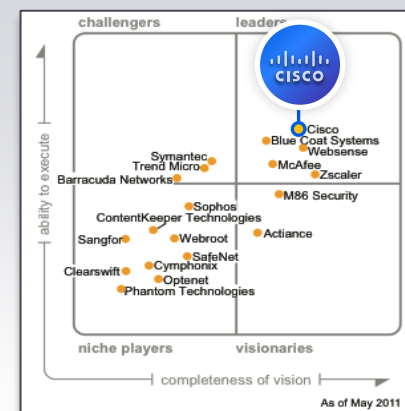 challengers
leaders
CISCO
Cisco
Blue Coat Systems
Websense
Symantec
Trend Micro
McAfee
Zscaler
Barracuda Networks
M86 Security
Sophos
ContentKeeper Technologies
Sangfor
Webroot
Actiance
SafeNet
Clearswift
Cymphonix
Optenet
Phantom Technologies
ability to execute
niche players
visionaries
completeness of vision
As of May 2011